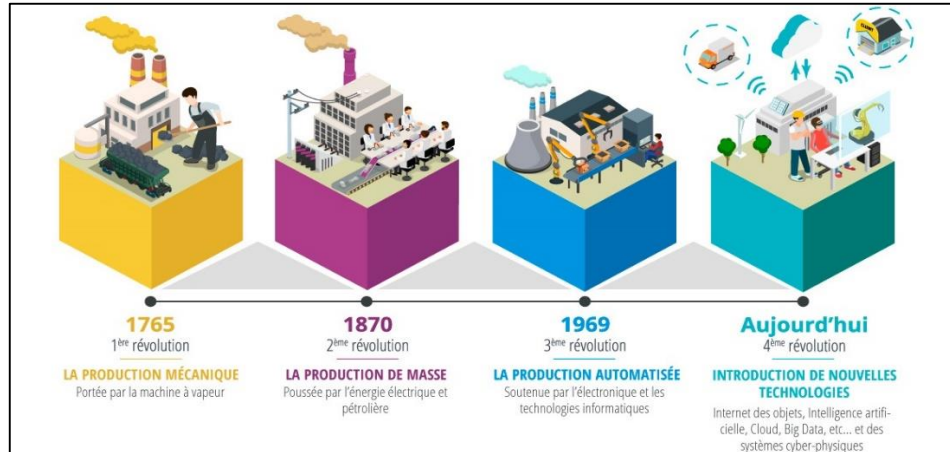 1765
1ère révolution
LA PRODUCTION MÉCANIQUE
Portée par la machine à vapeur
1870
2ème révolution
LA PRODUCTION DE MASSE
Poussée par l'énergie électrique et
pétrolière
1969
3ème révolution
LA PRODUCTION AUTOMATISÉE
Soutenue par l'électronique et les
technologies informatiques
Aujourd'hui
4ème révolution
INTRODUCTION DE NOUVELLES
TECHNOLOGIES
Internet des objets, Intelligence artifi-
cielle, Cloud, Big Data, etc... et des
systèmes cyber-physiques